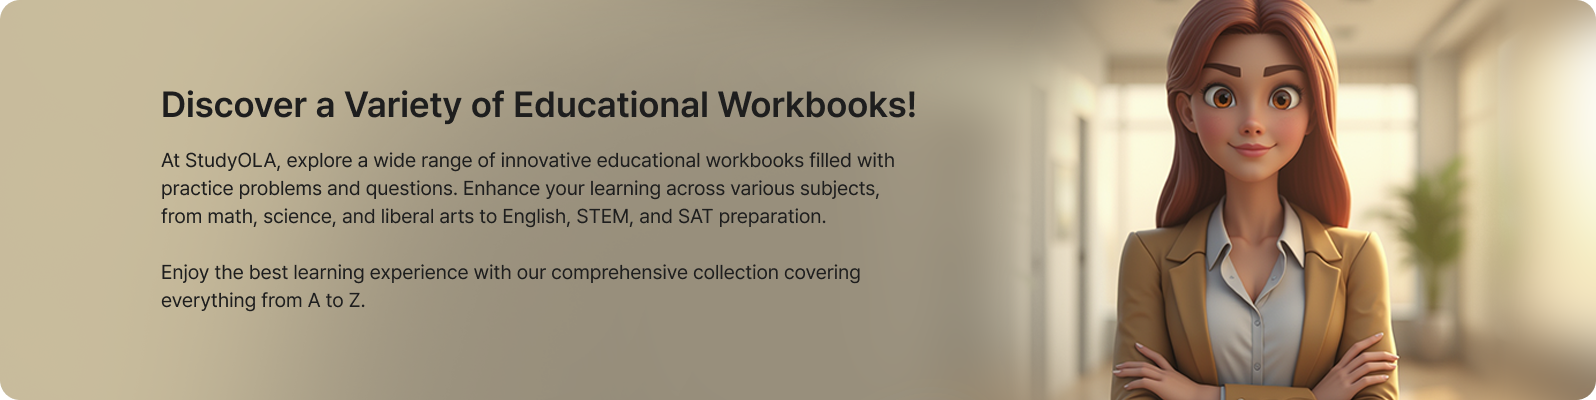 Discover a Variety of Educational Workbooks!
At StudyOLA, explore a wide range of innovative educational workbooks filled with
practice problems and questions. Enhance your learning across various subjects,
from math, science, and liberal arts to English, STEM, and SAT preparation.
Enjoy the best learning experience with our comprehensive collection covering
everything from A to Z.